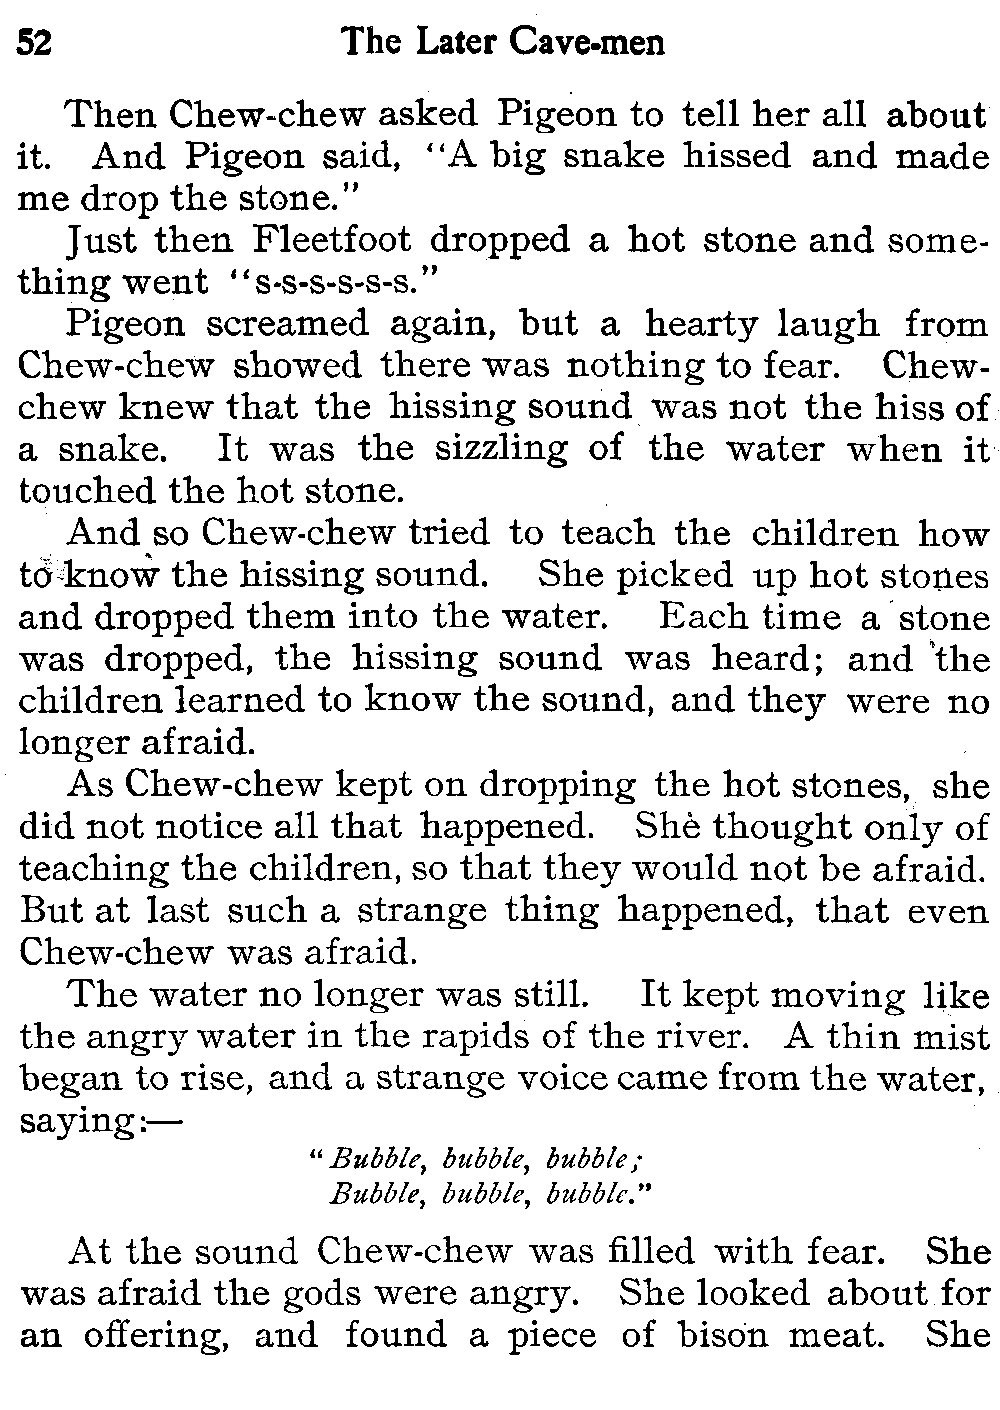 52 The Later Cave-men
Then Chew-chew asked Pigeon to tell her all about
it. And Pigeon said, "A big snake hissed and made
me drop the stone."
Just then Fleetfoot dropped a hot stone and some-
thing went "s-s-s-s-s-s."
Pigeon screamed again, but a hearty laugh from
Chew-chew showed there was nothing to fear. Chew-
chew knew that the hissing sound was not the hiss of
a snake. It was the sizzling of the water when it
touched the hot stone.
And so Chew-chew tried to teach the children how
to know the hissing sound. She picked up hot stones
and dropped them into the water. Each time a stone
was dropped, the hissing sound was heard; and the
children learned to know the sound, and they were no
longer afraid.
As Chew-chew kept on dropping the hot stones, she
did not notice all that happened. She thought only of
teaching the children, so that they would not be afraid.
But at last such a strange thing happened, that even
Chew-chew was afraid.
The water no longer was still. It kept moving like
the angry water in the rapids of the river. A thin mist
began to rise, and a strange voice came from the water,
saying:—
"Bubble, bubble, bubble;
Bubble, bubble, bubble."
At the sound Chew-chew was filled with fear. She
was afraid the gods were angry. She looked about for
an offering, and found a piece of bison meat. She